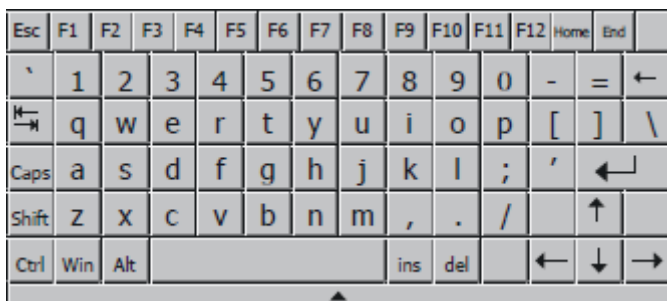 Esc F1 F2 F3 F4 F5 F6 F7 F8 F9 F10 F11 F12 Home End
` 1 2 3 4 5 6 7 8 9 0 - = ←
q w e r t y u i o p [ ] \
Caps a s d f g h j k l ; ' ↵
Shift z x c v b n m , . / ↑
Ctrl Win Alt ins del ← ↓ →